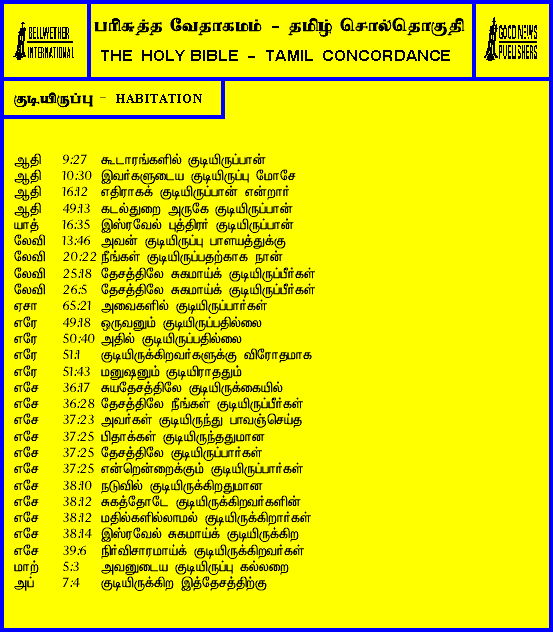 BELLWETHER
INTERNATIONAL
பரிசுத்த வேதாகமம் - தமிழ் சொல்தொகுதி
THE HOLY BIBLE - TAMIL CONCORDANCE
GOOD NEWS
PUBLISHERS
குடியிருப்பு - HABITATION
ஆதி 9:27 கூடாரங்களில் குடியிருப்பான்
ஆதி 10:30 இவர்களுடைய குடியிருப்பு மோசே
ஆதி 16:12 எதிராகக் குடியிருப்பான் என்றார்
ஆதி 49:13 கடல்துறை அருகே குடியிருப்பான்
யாத் 16:35 இஸ்ரவேல் புத்திரர் குடியிருப்பான்
லேவி 13:46 அவன் குடியிருப்பு பாளயத்துக்கு
லேவி 20:22 நீங்கள் குடியிருப்பதற்காக நான்
லேவி 25:18 தேசத்திலே சுகமாய்க் குடியிருப்பீர்கள்
லேவி 26:5 தேசத்திலே சுகமாய்க் குடியிருப்பீர்கள்
ஏசா 65:21 அவைகளில் குடியிருப்பார்கள்
எரே 49:18 ஒருவனும் குடியிருப்பதில்லை
எரே 50:40 அதில் குடியிருப்பதில்லை
எரே 51:1 குடியிருக்கிறவர்களுக்கு விரோதமாக
எரே 51:43 மனுஷனும் குடியிராததும்
எசே 36:17 சுயதேசத்திலே குடியிருக்கையில்
எசே 36:28 தேசத்திலே நீங்கள் குடியிருப்பீர்கள்
எசே 37:23 அவர்கள் குடியிருந்து பாவஞ்செய்த
எசே 37:25 பிதாக்கள் குடியிருந்ததுமான
எசே 37:25 தேசத்திலே குடியிருப்பார்கள்
எசே 37:25 என்றென்றைக்கும் குடியிருப்பார்கள்
எசே 38:10 நடுவில் குடியிருக்கிறதுமான
எசே 38:12 சுகத்தோடே குடியிருக்கிறவர்களின்
எசே 38:12 மதில்களில்லாமல் குடியிருக்கிறார்கள்
எசே 38:14 இஸ்ரவேல் சுகமாய்க் குடியிருக்கிற
எசே 39:6 நிர்விசாரமாய்க் குடியிருக்கிறவர்கள்
மாற் 5:3 அவனுடைய குடியிருப்பு கல்லறை
அப் 7:4 குடியிருக்கிற இத்தேசத்திற்கு